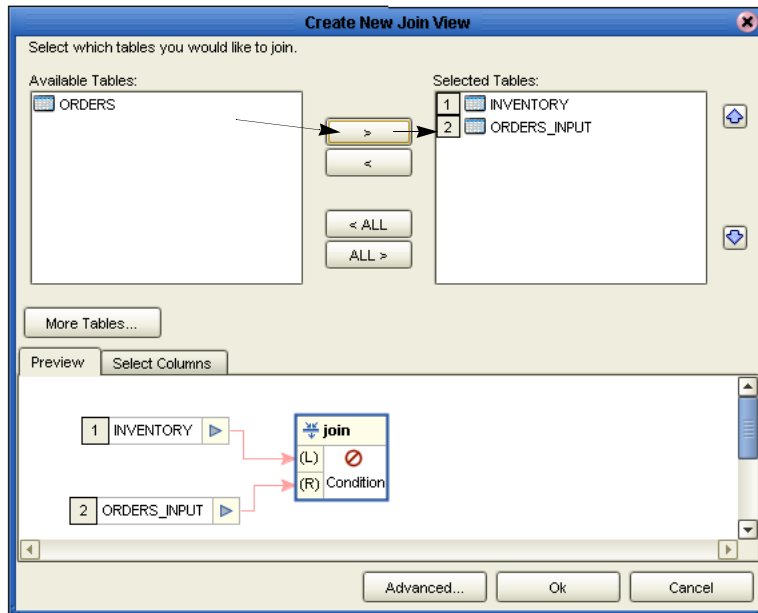 Create New Join View
Select which tables you would like to join.
Available Tables:
ORDERS
>
<
< ALL
ALL >
Selected Tables:
1 INVENTORY
2 ORDERS_INPUT
More Tables...
Preview
Select Columns
1 INVENTORY
2 ORDERS_INPUT
join
(L)
(R) Condition
Advanced...
Ok
Cancel